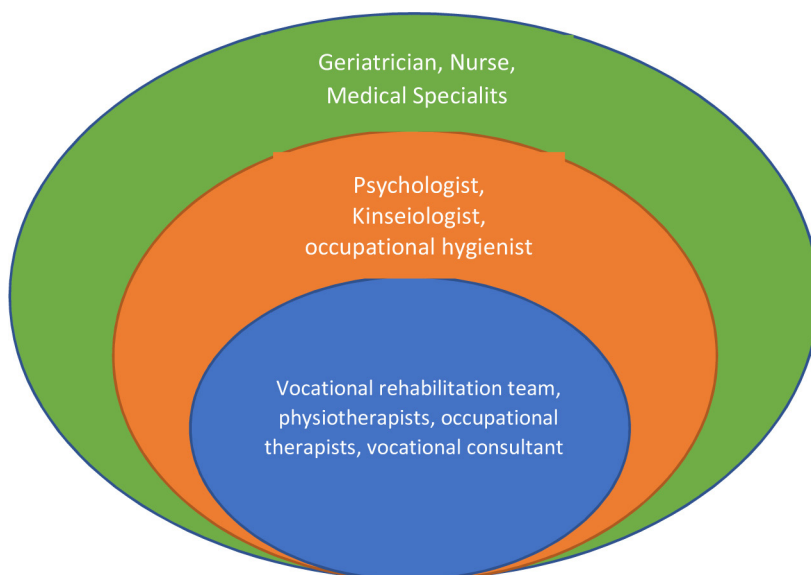 Geriatrician, Nurse,
Medical Specialits
Psychologist,
Kinseiologist,
occupational hygienist
Vocational rehabilitation team,
physiotherapists, occupational
therapists, vocational consultant